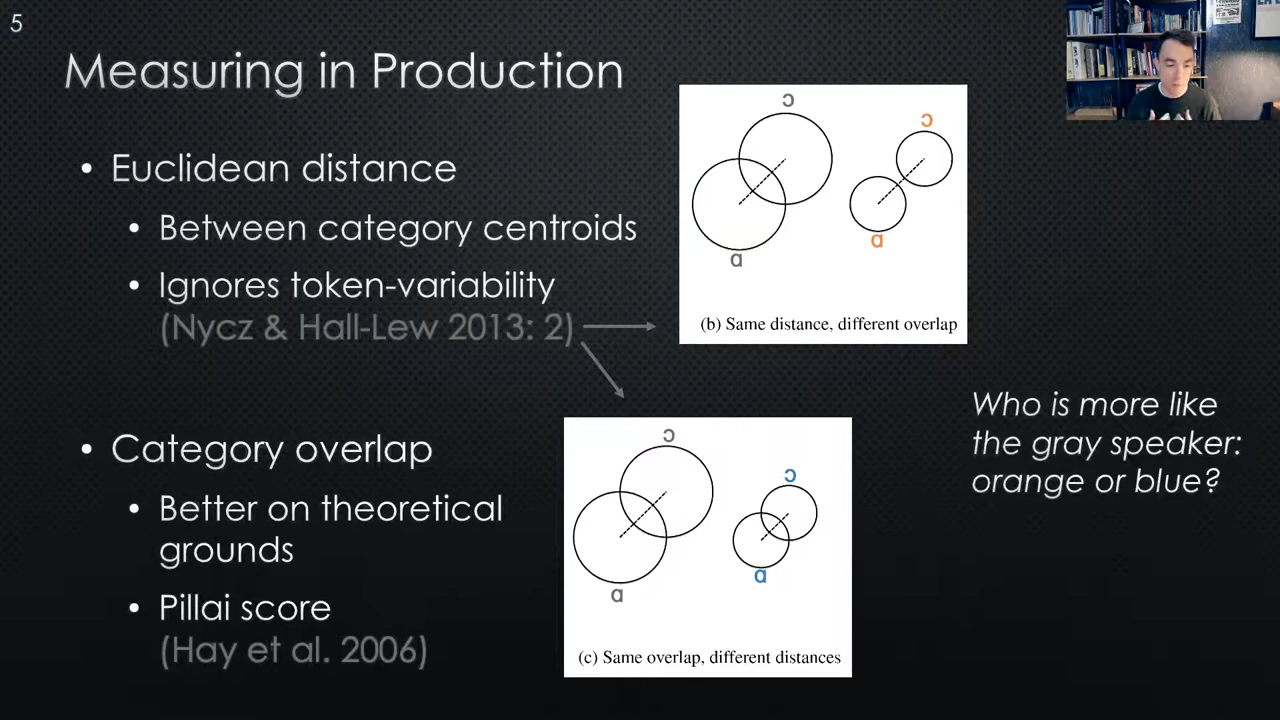 5
Measuring in Production
• Euclidean distance
• Between category centroids
• Ignores token-variability
(Nycz & Hall-Lew 2013: 2)
• Category overlap
• Better on theoretical
grounds
• Pillai score
(Hay et al. 2006)
ɔ
ɔ
ɑ
ɑ
(b) Same distance, different overlap
ɔ
ɔ
ɑ
ɑ
(c) Same overlap, different distances
Who is more like
the gray speaker:
orange or blue?